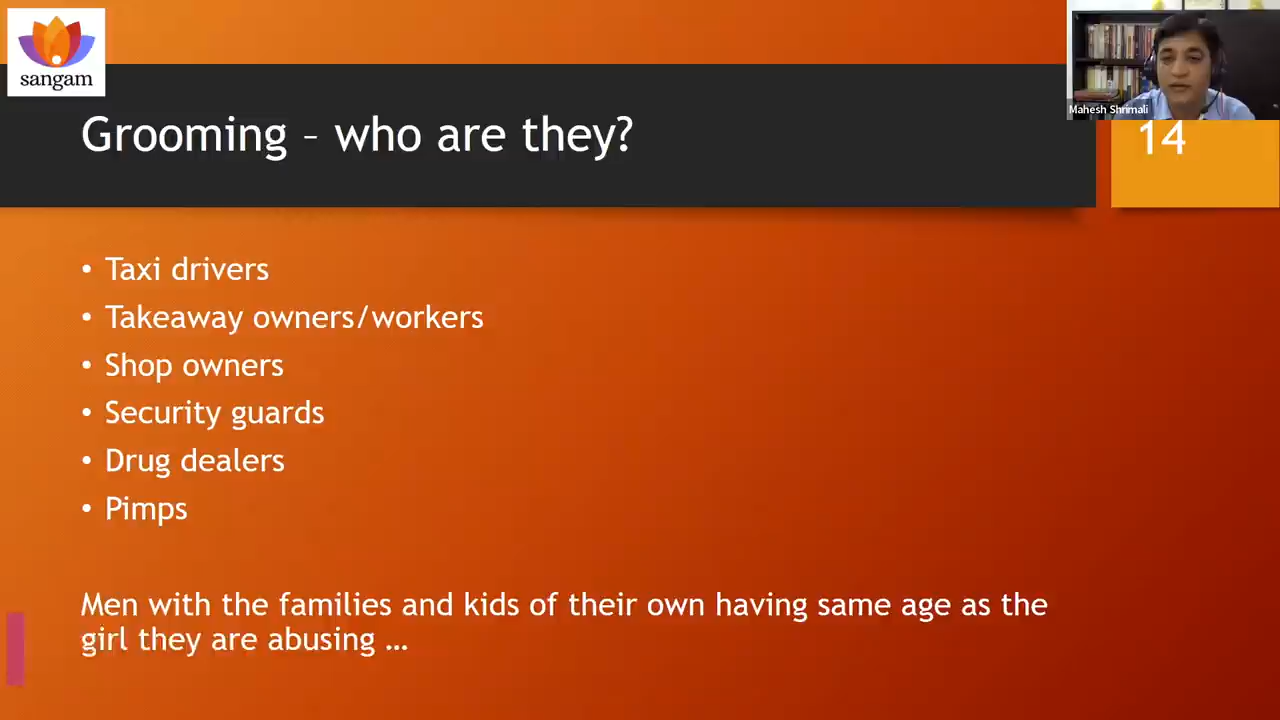 sangam
Mahesh Shrimali
Grooming – who are they?
14
• Taxi drivers
• Takeaway owners/workers
• Shop owners
• Security guards
• Drug dealers
• Pimps
Men with the families and kids of their own having same age as the
girl they are abusing …